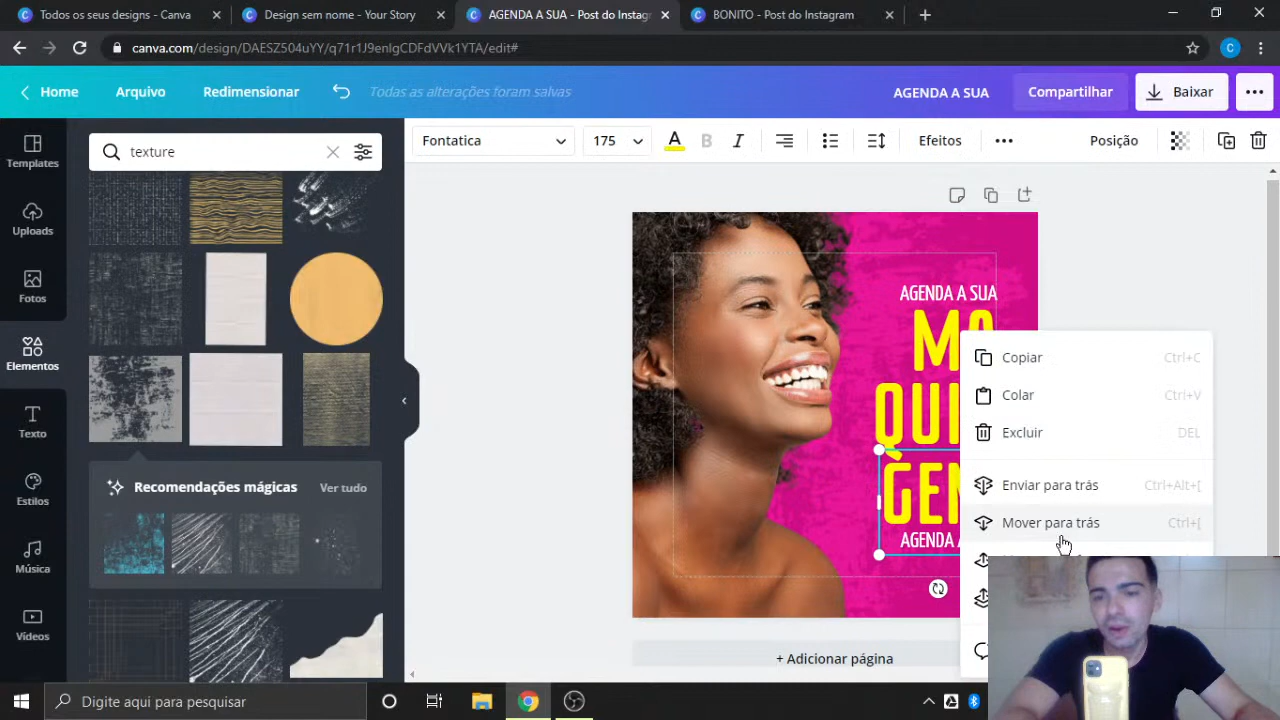 Todos os seus designs - Canva
Design sem nome - Your Story
AGENDA A SUA - Post do Instag
BONITO - Post do Instagram
canva.com/design/DAESZ504uYY/q71r1J9enIgCDFdVVk1YTA/edit#
C
Home
Arquivo
Redimensionar
Todas as alterações foram salvas
AGENDA A SUA
Compartilhar
Baixar
Templates
Uploads
Fotos
Elementos
Texto
Estilos
Música
Vídeos
texture
Recomendações mágicas
Ver tudo
Fontatica
175
A
B
I
Efeitos
Posição
AGENDA A SUA
MA
QUI
GEN
AGENDA A
Copiar
Ctrl+C
Colar
Ctrl+V
Excluir
DEL
Enviar para trás
Ctrl+Alt+[
Mover para trás
Ctrl+[
+ Adicionar página
Digite aqui para pesquisar